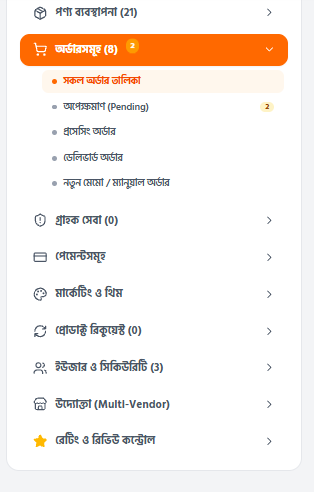 পণ্য ব্যবস্থাপনা (21)
অর্ডারসমূহ (8) 2
সকল অর্ডার তালিকা
অপেক্ষমাণ (Pending) 2
প্রসেসিং অর্ডার
ডেলিভার্ড অর্ডার
নতুন মেমো / ম্যানুয়াল অর্ডার
গ্রাহক সেবা (0)
পেমেন্টসমূহ
মার্কেটিং ও থিম
প্রোডাক্ট রিকুয়েস্ট (0)
ইউজার ও সিকিউরিটি (3)
উদ্যোক্তা (Multi-Vendor)
রেটিং ও রিভিউ কন্ট্রোল